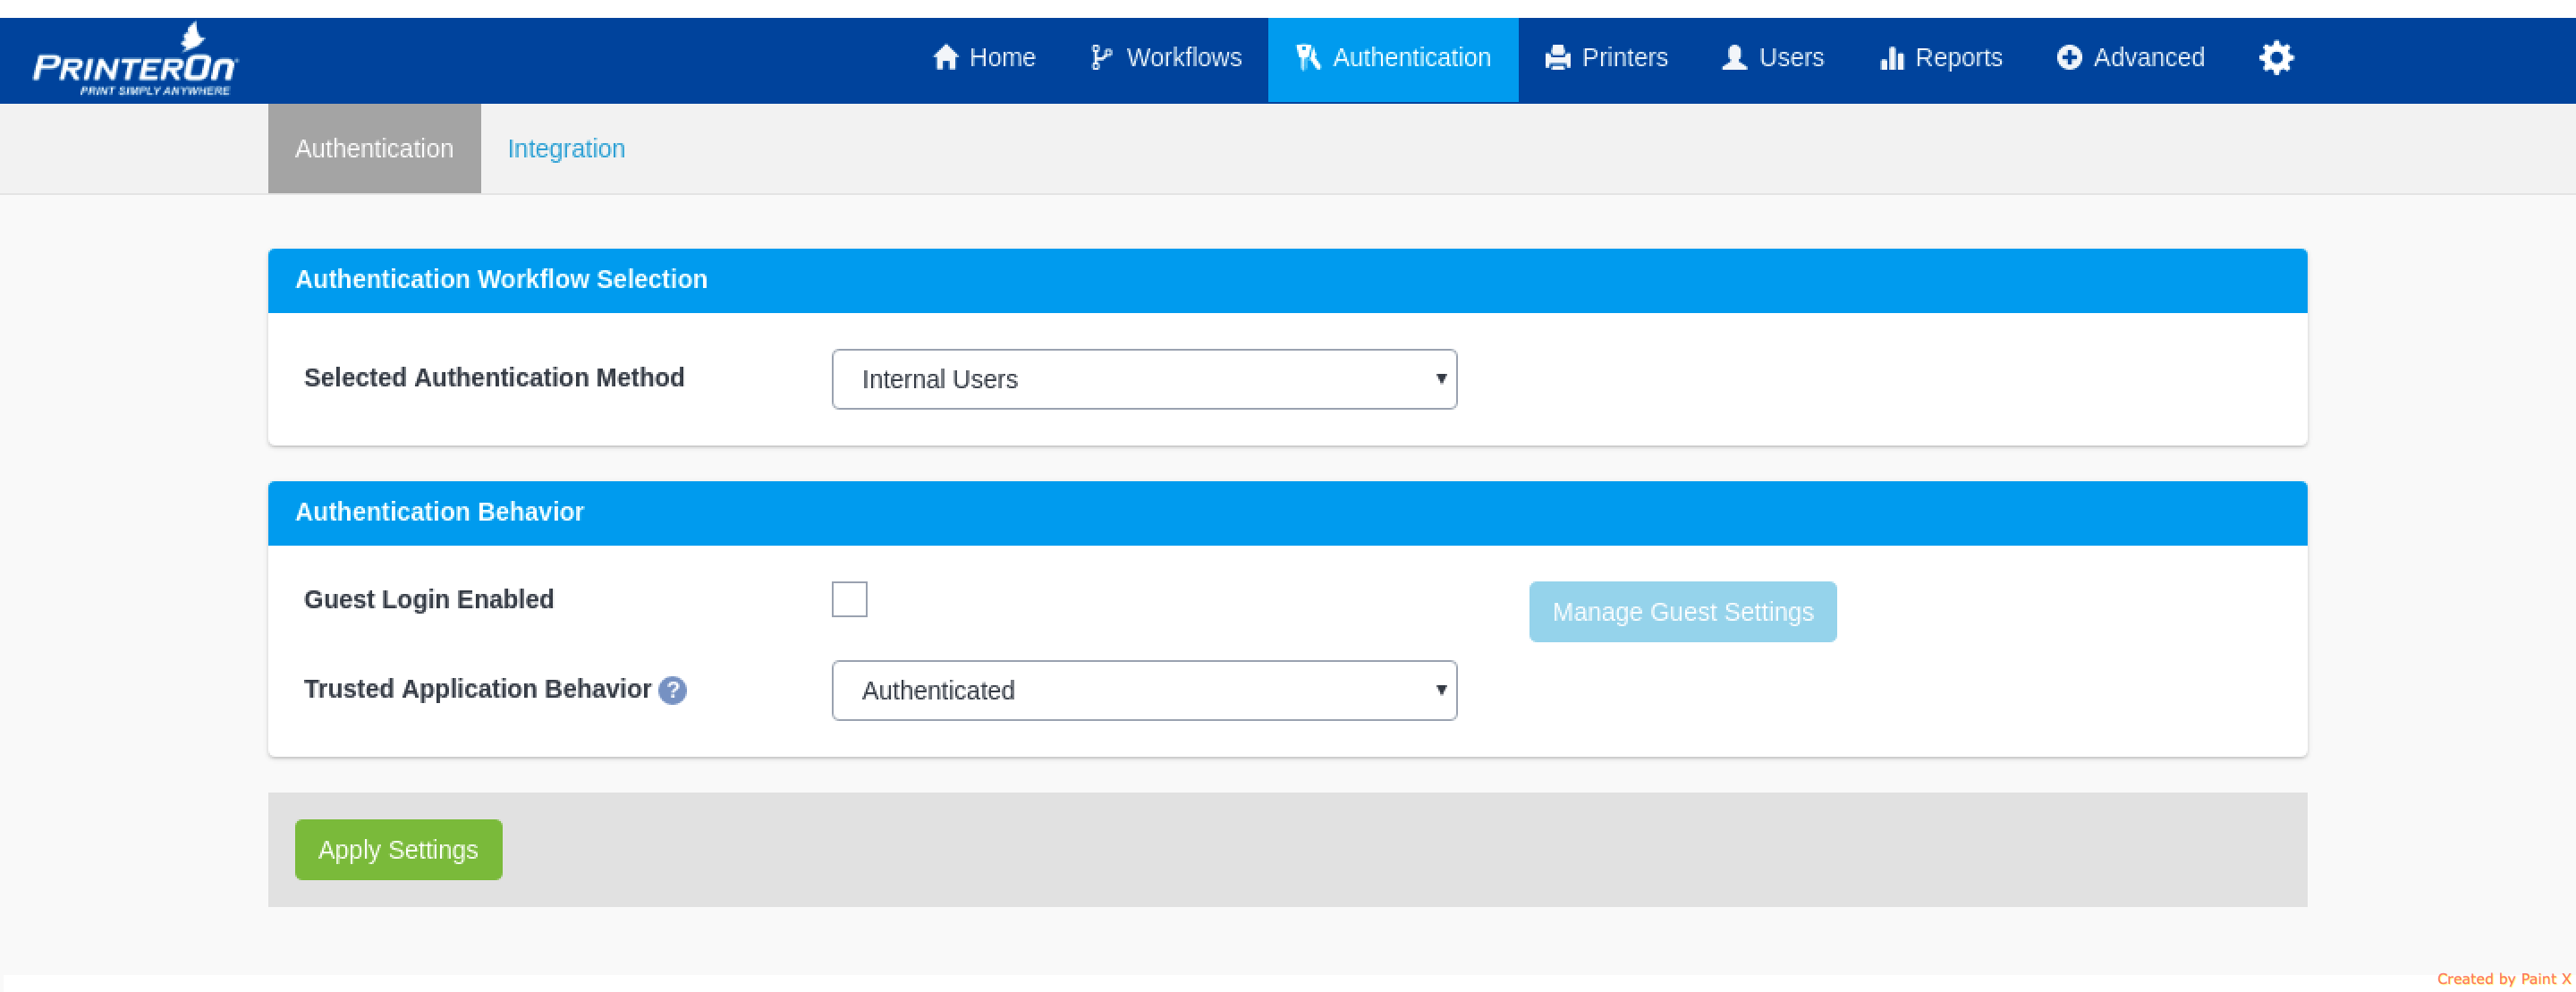 PRINTERON
PRINT SIMPLY ANYWHERE
Home Workflows Authentication Printers Users Reports Advanced
Authentication Integration
Authentication Workflow Selection
Selected Authentication Method Internal Users
Authentication Behavior
Guest Login Enabled Manage Guest Settings
Trusted Application Behavior ? Authenticated
Apply Settings
Created by Paint X